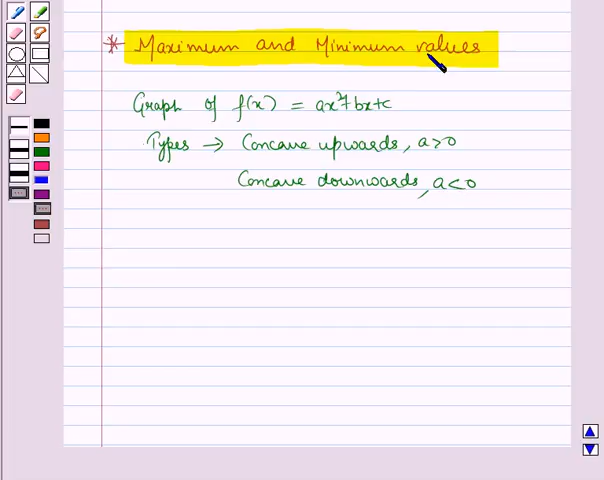 * Maximum and Minimum values
Graph of f(x) = ax²+bx+c
Types → Concave upwards, a>0
Concave downwards, a<0